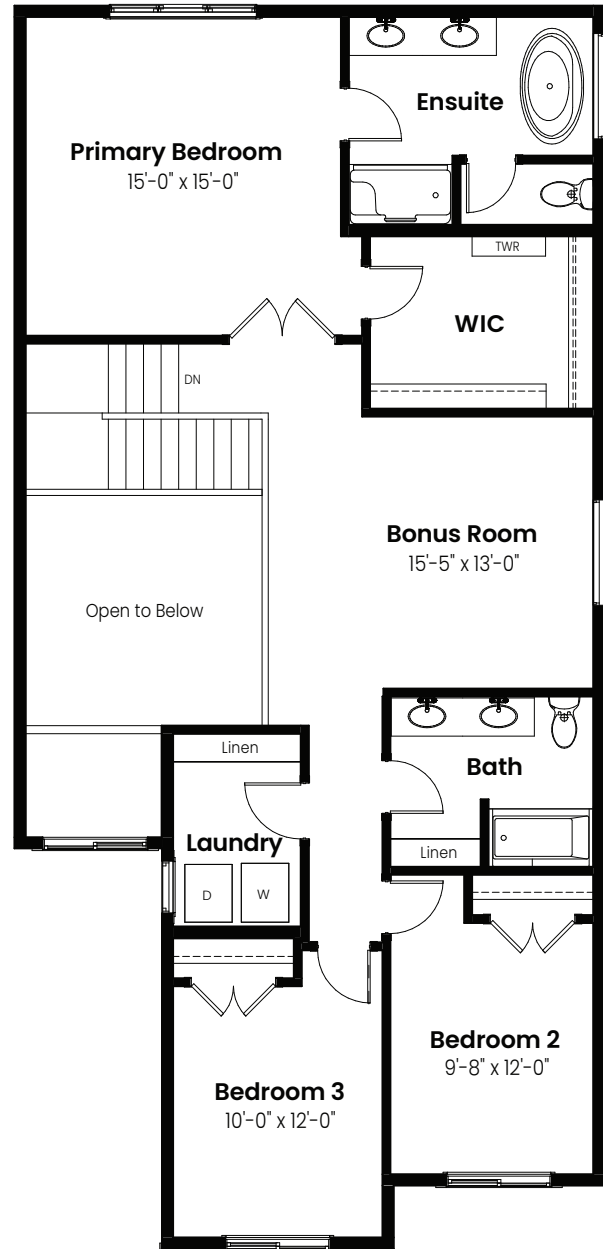 Ensuite
Primary Bedroom
15'-0" x 15'-0"
TWR
WIC
DN
Bonus Room
15'-5" x 13'-0"
Open to Below
Linen
Bath
Laundry
Linen
D
W
Bedroom 2
9'-8" x 12'-0"
Bedroom 3
10'-0" x 12'-0"